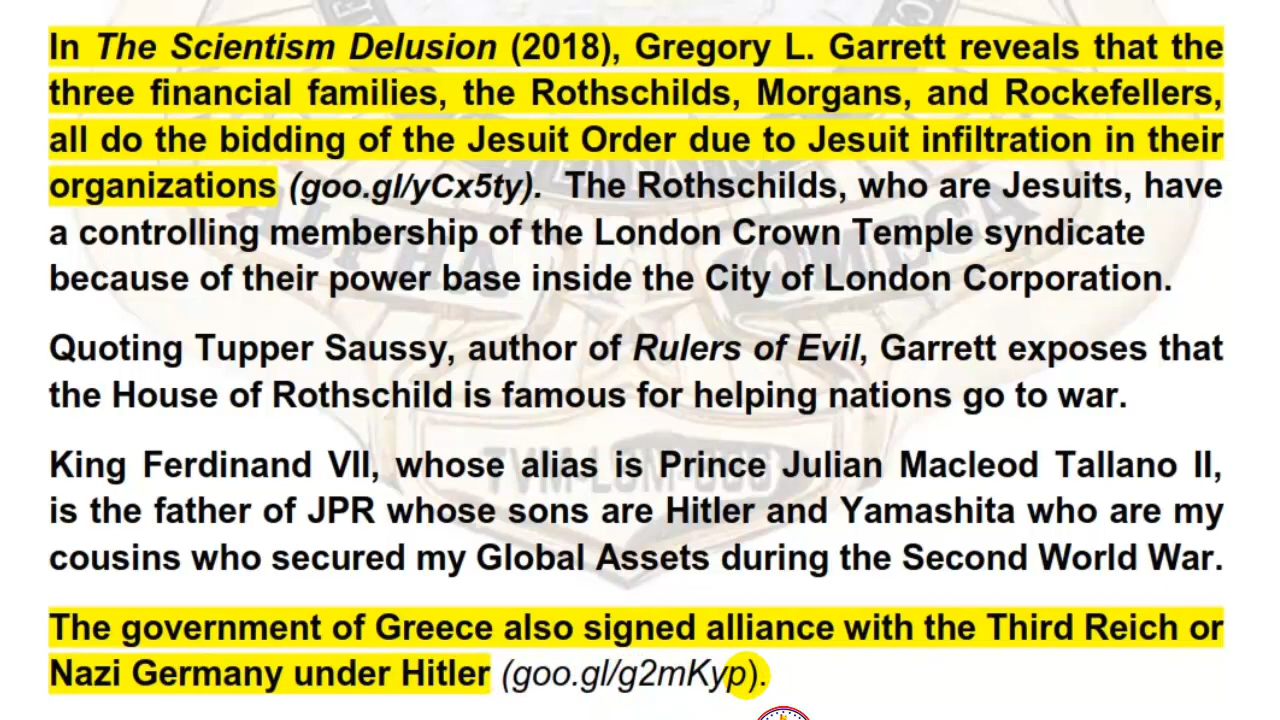 In The Scientism Delusion (2018), Gregory L. Garrett reveals that the
three financial families, the Rothschilds, Morgans, and Rockefellers,
all do the bidding of the Jesuit Order due to Jesuit infiltration in their
organizations (goo.gl/yCx5ty). The Rothschilds, who are Jesuits, have
a controlling membership of the London Crown Temple syndicate
because of their power base inside the City of London Corporation.
Quoting Tupper Saussy, author of Rulers of Evil, Garrett exposes that
the House of Rothschild is famous for helping nations go to war.
King Ferdinand VII, whose alias is Prince Julian Macleod Tallano II,
is the father of JPR whose sons are Hitler and Yamashita who are my
cousins who secured my Global Assets during the Second World War.
The government of Greece also signed alliance with the Third Reich or
Nazi Germany under Hitler (goo.gl/g2mKyp).
ALPHA OMEGA